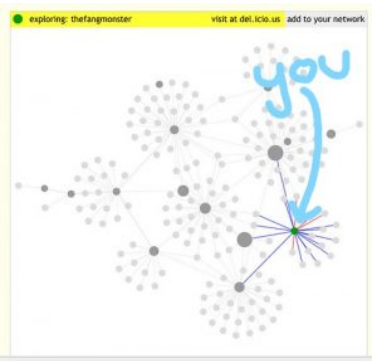 exploring: thefangmonster visit at del.icio.us add to your network
you